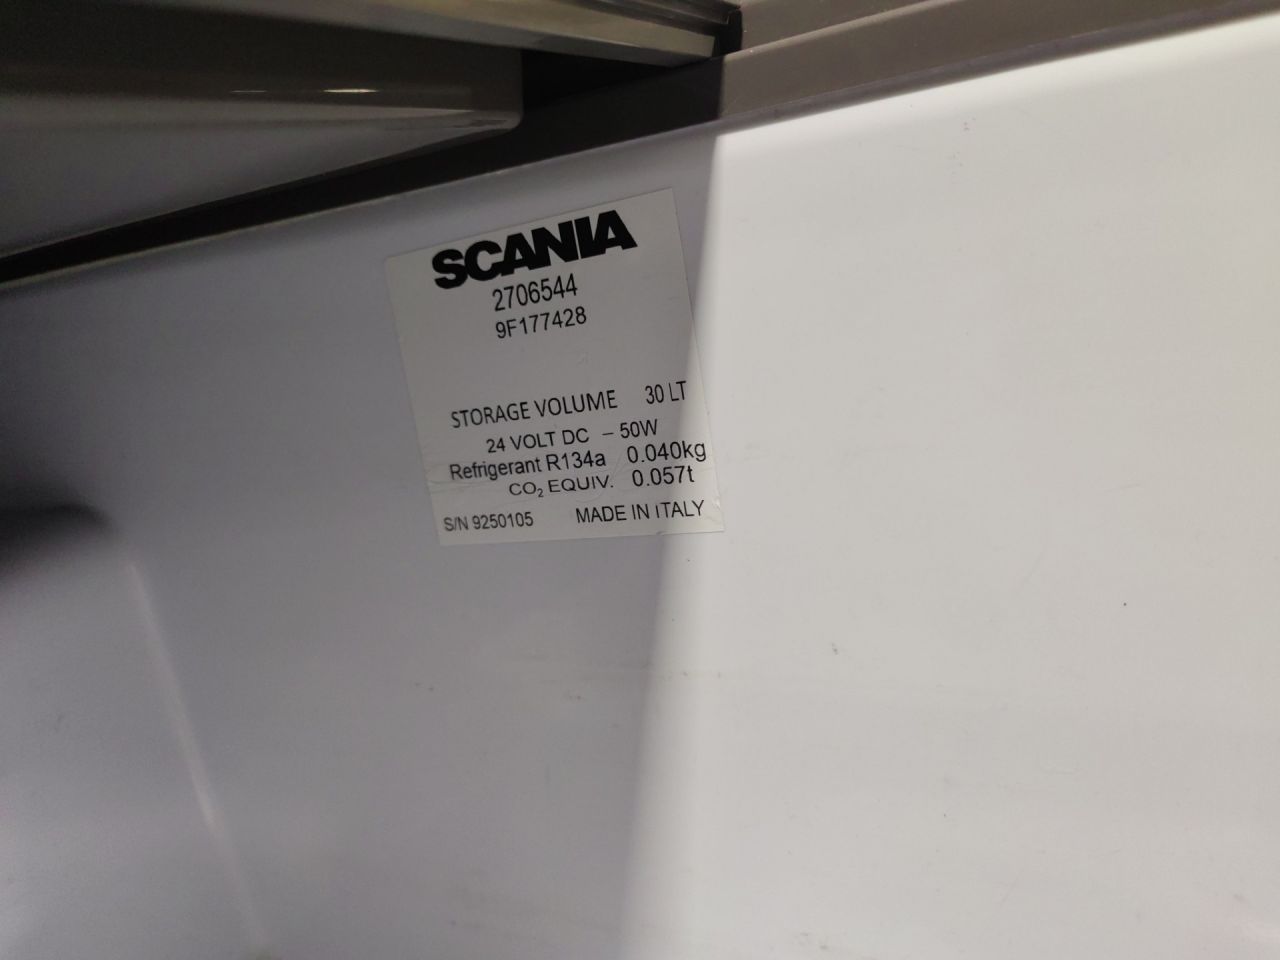 SCANIA
2706544
9F177428
STORAGE VOLUME 30 LT
24 VOLT DC – 50W
Refrigerant R134a 0.040kg
CO₂ EQUIV. 0.057t
S/N 9250105 MADE IN ITALY